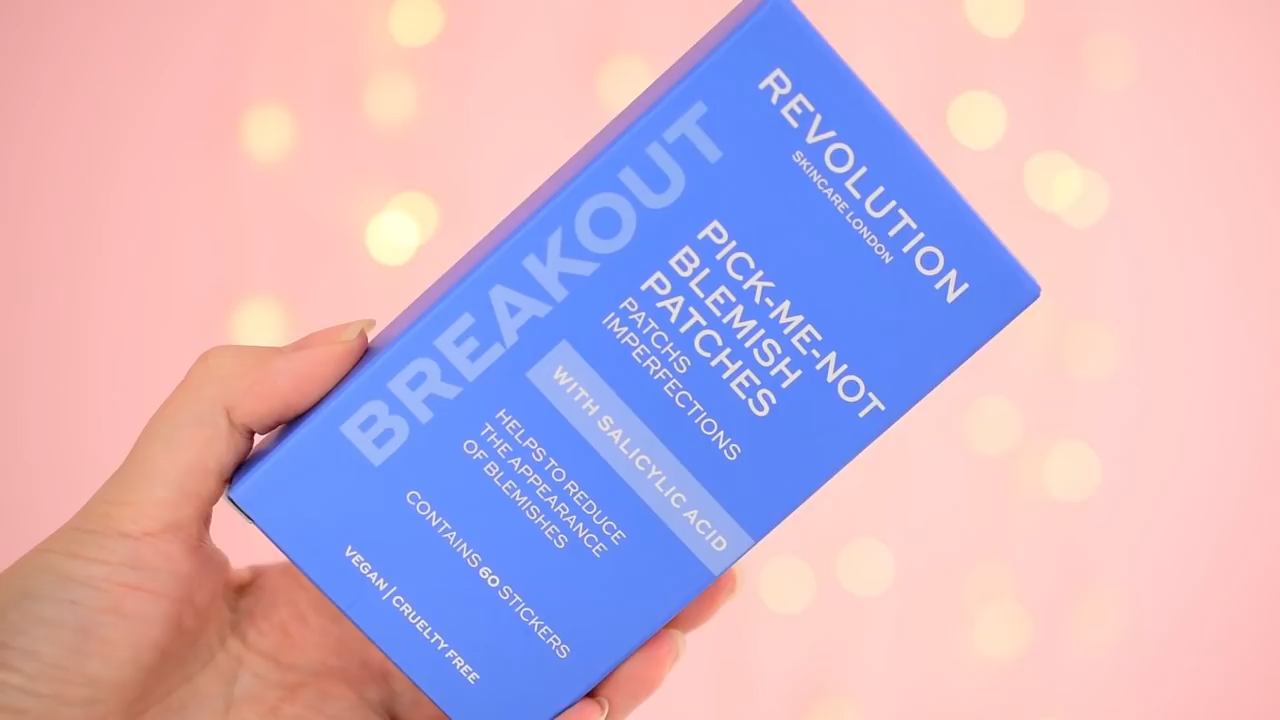 REVOLUTION
SKINCARE LONDON
PICK-ME-NOT
BLEMISH
PATCHES
PATCHS
IMPERFECTIONS
WITH SALICYLIC ACID
BREAKOUT
HELPS TO REDUCE
THE APPEARANCE
OF BLEMISHES
CONTAINS 60 STICKERS
VEGAN | CRUELTY FREE